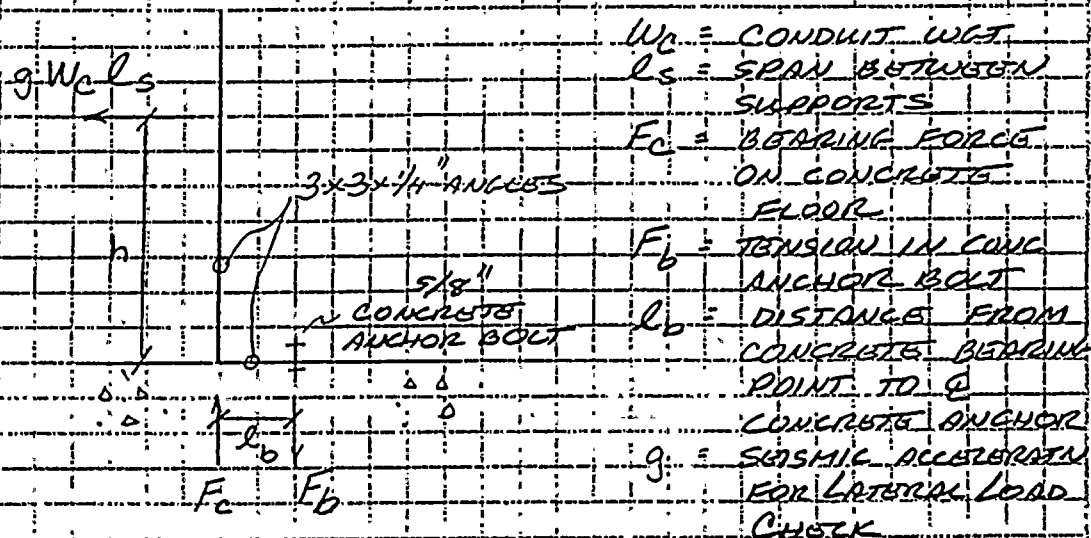 g Wc ls
h
3x3x1/4" ANGLES
5/8"
CONCRETE
ANCHOR BOLT
lb
Fc Fb
Wc = CONDUIT WGT
ls = SPAN BETWEEN
SUPPORTS
Fc = BEARING FORCE
ON CONCRETE
FLOOR
Fb = TENSION IN CONC
ANCHOR BOLT
lb = DISTANCE FROM
CONCRETE BEARING
POINT TO ℄
CONCRETE ANCHOR
g = SEISMIC ACCELERATN
FOR LATERAL LOAD
CHECK